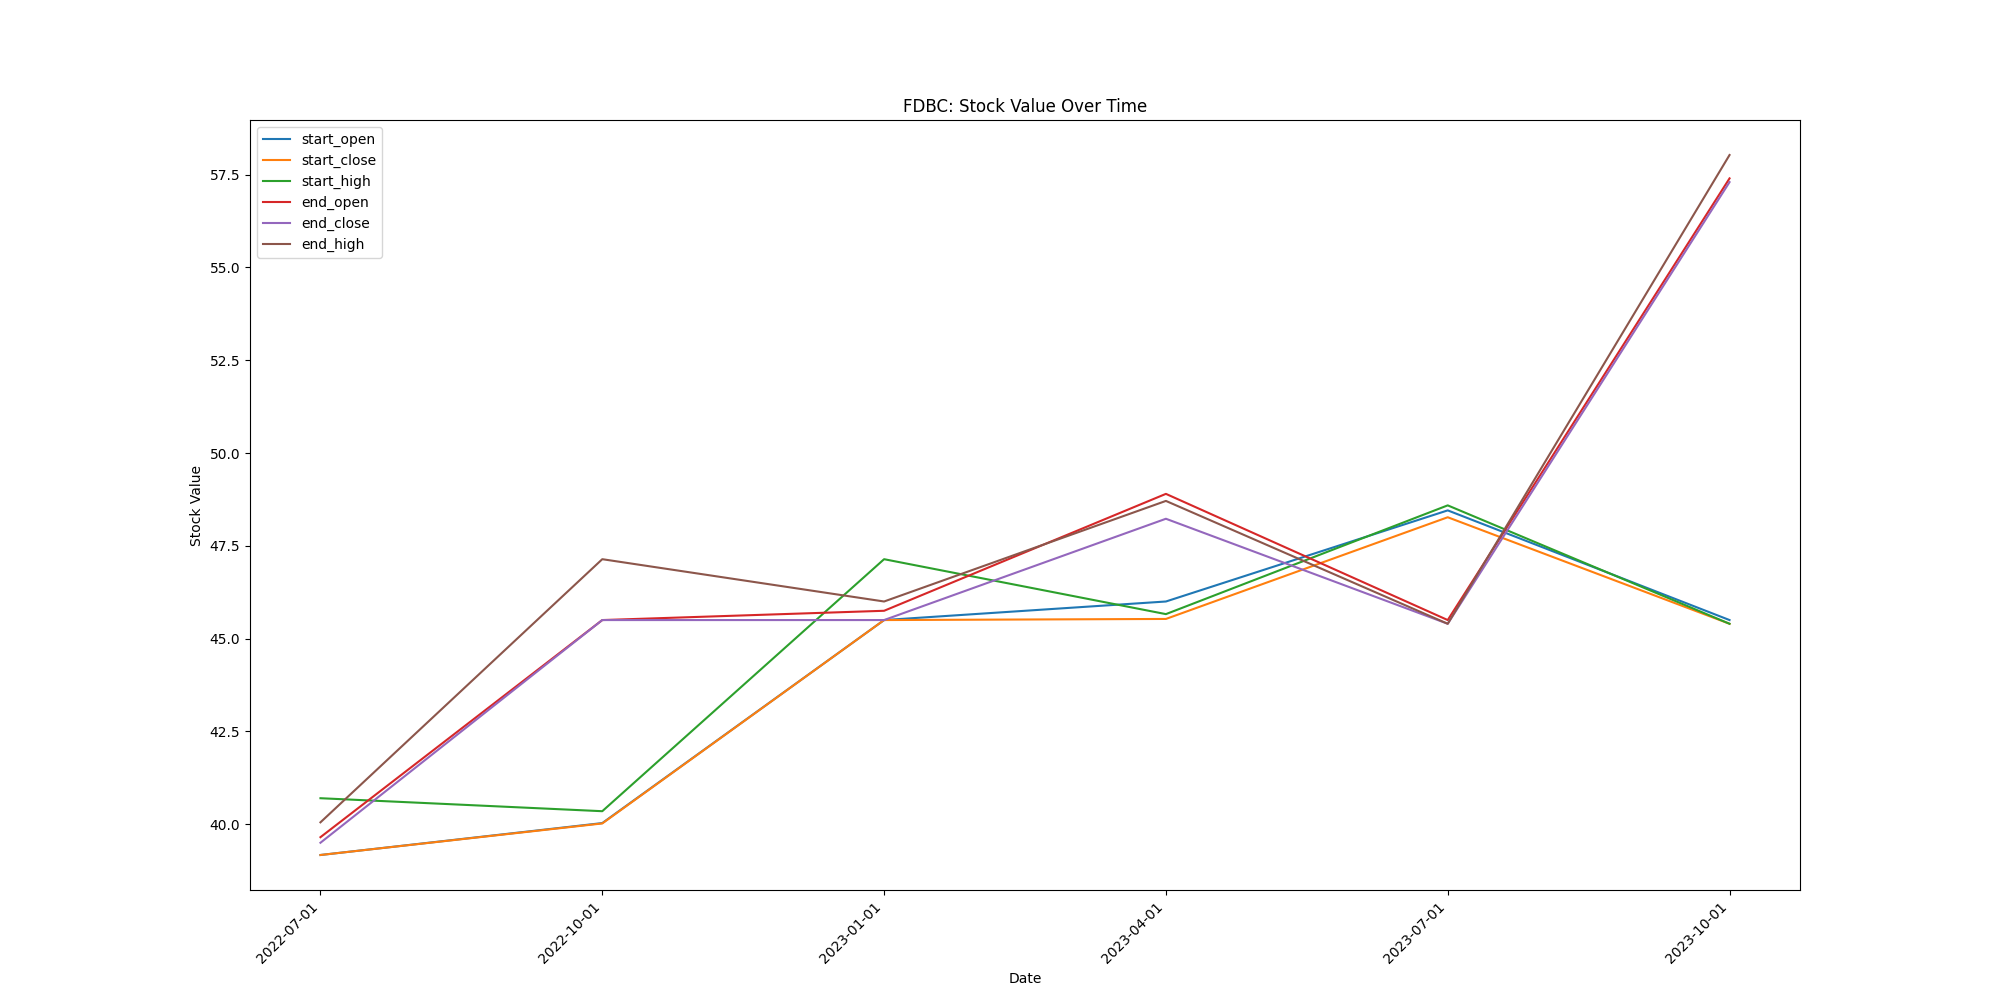 FDBC: Stock Value Over Time
start_open
start_close
start_high
end_open
end_close
end_high
57.5
55.0
52.5
50.0
47.5
45.0
42.5
40.0
Stock Value
2022-07-01
2022-10-01
2023-01-01
2023-04-01
2023-07-01
2023-10-01
Date